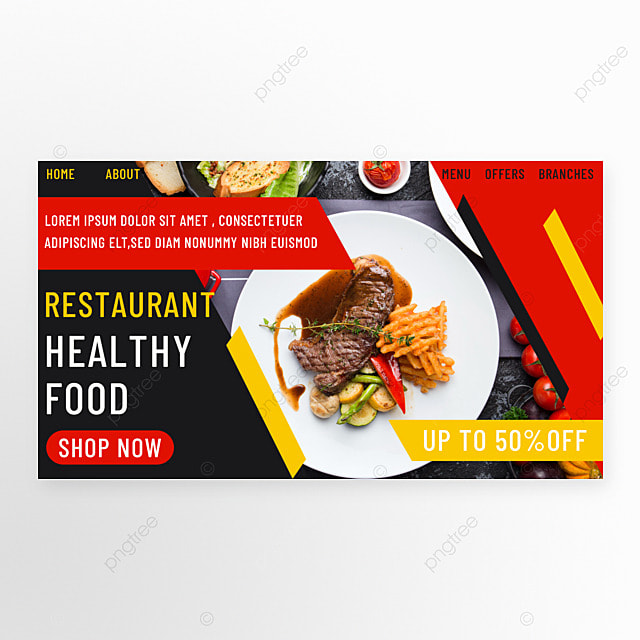 HOME ABOUT MENU OFFERS BRANCHES
LOREM IPSUM DOLOR SIT AMET , CONSECTETUER
ADIPISCING ELT,SED DIAM NONUMMY NIBH EUISMOD
RESTAURANT
HEALTHY
FOOD
SHOP NOW
UP TO 50%OFF
pngtree